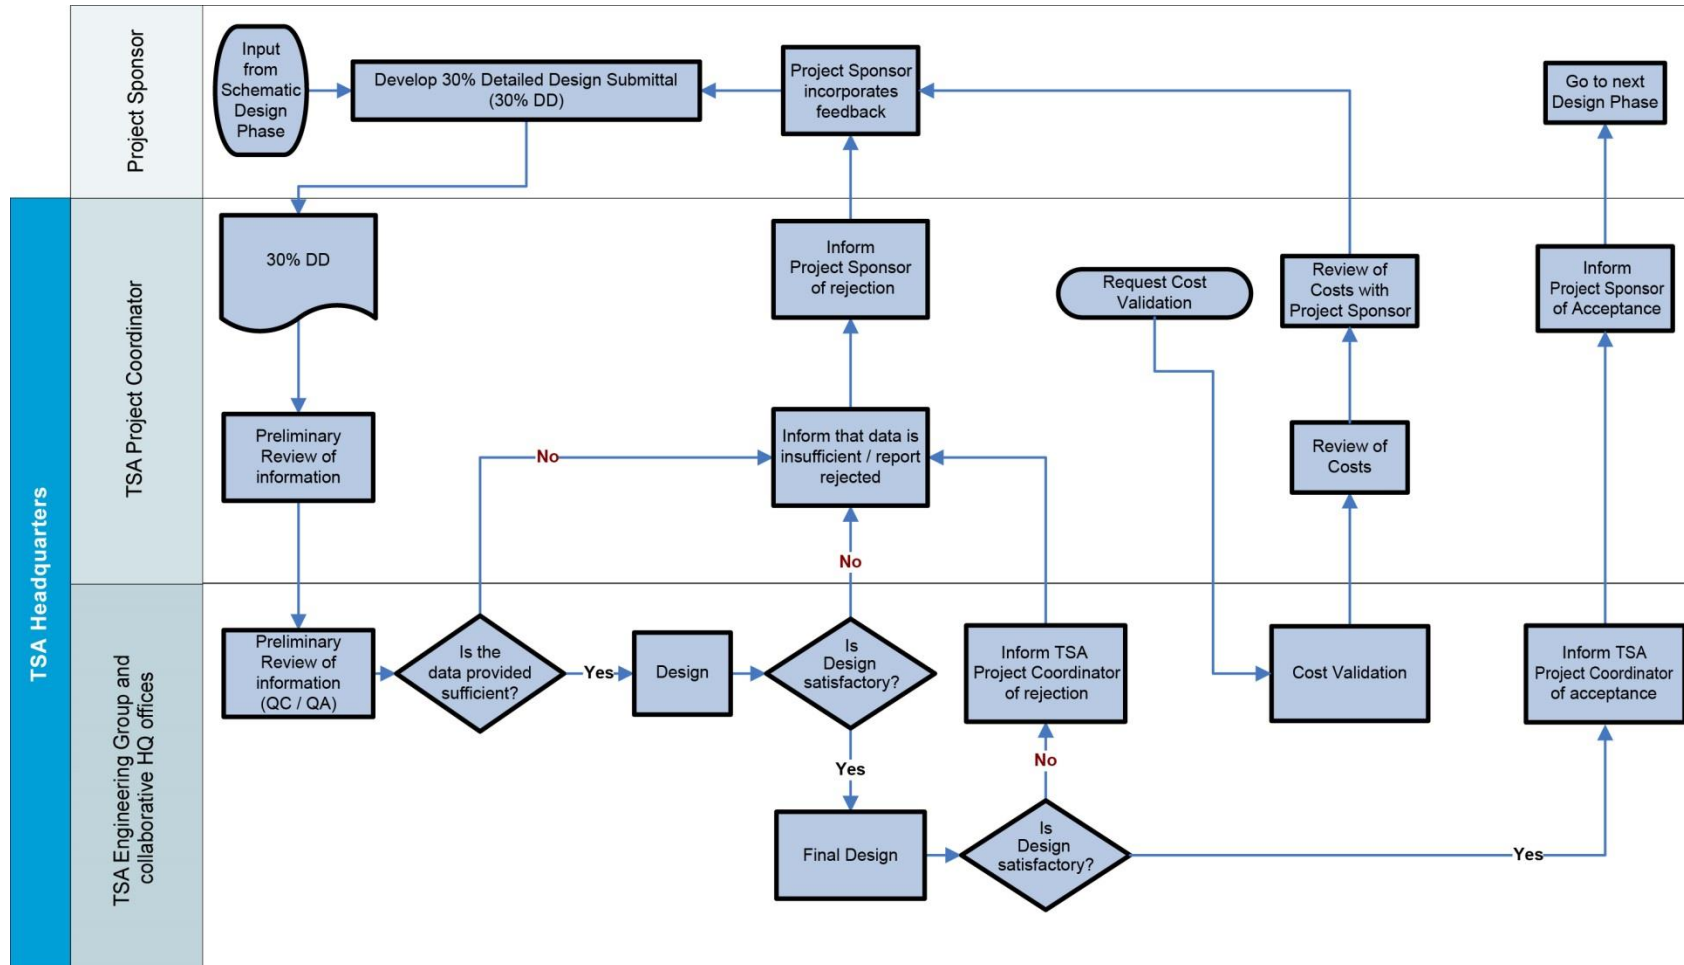 TSA Headquarters
Project Sponsor
Input
from
Schematic
Design
Phase
Develop 30% Detailed Design Submittal
(30% DD)
Project Sponsor
incorporates
feedback
Go to next
Design Phase
TSA Project Coordinator
30% DD
Inform
Project Sponsor
of rejection
Request Cost
Validation
Review of
Costs with
Project Sponsor
Inform
Project Sponsor
of Acceptance
Preliminary
Review of
information
No
Inform that data is
insufficient / report
rejected
Review of
Costs
No
TSA Engineering Group and
collaborative HQ offices
Preliminary
Review of
information
(QC / QA)
Is the
data provided
sufficient?
Yes
Design
Is
Design
satisfactory?
Inform TSA
Project Coordinator
of rejection
Cost Validation
Inform TSA
Project Coordinator
of acceptance
Yes
No
Final Design
Is
Design
satisfactory?
Yes